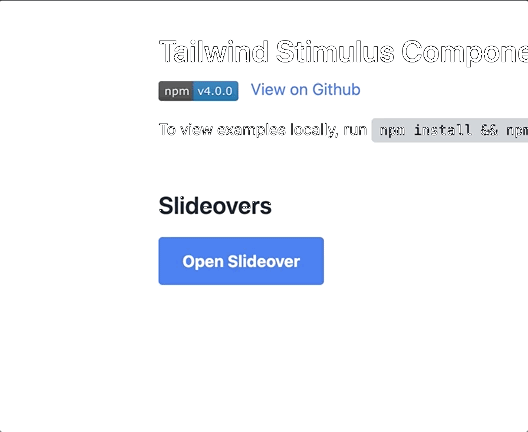 Tailwind Stimulus Compone
npm v4.0.0 View on Github
To view examples locally, run npm install && npm
Slideovers
Open Slideover